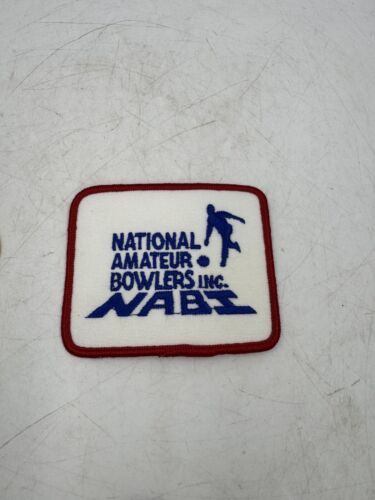 NATIONAL
AMATEUR
BOWLERS INC.
NABI